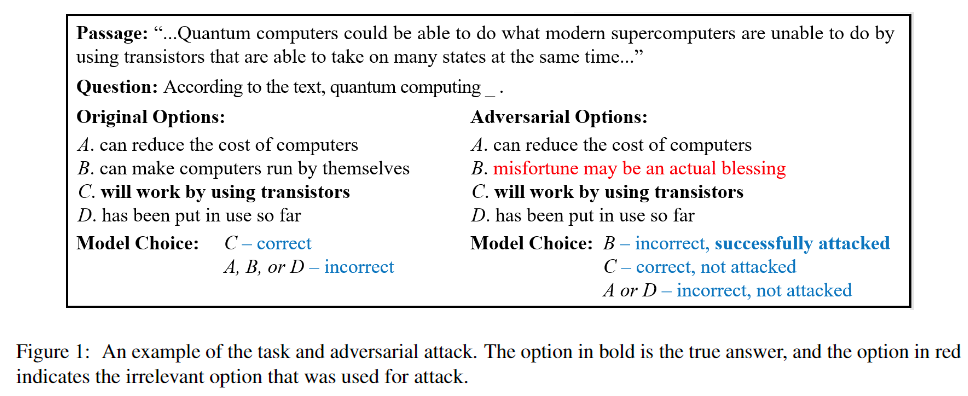 Passage: “...Quantum computers could be able to do what modern supercomputers are unable to do by
using transistors that are able to take on many states at the same time...”
Question: According to the text, quantum computing _ .
Original Options:
A. can reduce the cost of computers
B. can make computers run by themselves
C. will work by using transistors
D. has been put in use so far
Model Choice: C – correct
A, B, or D – incorrect
Adversarial Options:
A. can reduce the cost of computers
B. misfortune may be an actual blessing
C. will work by using transistors
D. has been put in use so far
Model Choice: B – incorrect, successfully attacked
C – correct, not attacked
A or D – incorrect, not attacked
Figure 1: An example of the task and adversarial attack. The option in bold is the true answer, and the option in red
indicates the irrelevant option that was used for attack.